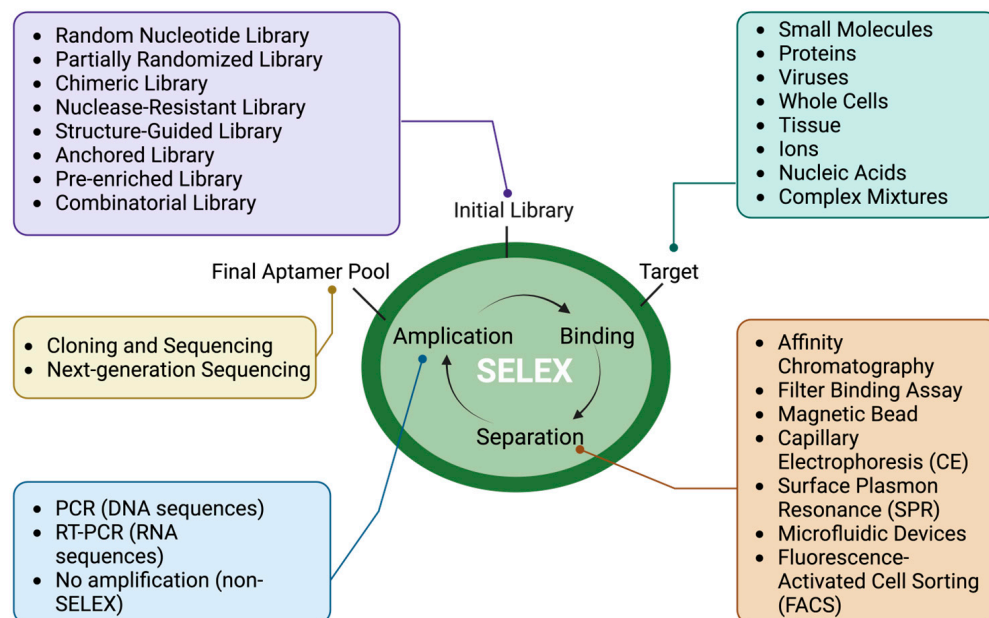 • Random Nucleotide Library
• Partially Randomized Library
• Chimeric Library
• Nuclease-Resistant Library
• Structure-Guided Library
• Anchored Library
• Pre-enriched Library
• Combinatorial Library
• Small Molecules
• Proteins
• Viruses
• Whole Cells
• Tissue
• Ions
• Nucleic Acids
• Complex Mixtures
Initial Library
Final Aptamer Pool
Target
• Cloning and Sequencing
• Next-generation Sequencing
Amplication
Binding
SELEX
Separation
• Affinity
Chromatography
• Filter Binding Assay
• Magnetic Bead
• Capillary
Electrophoresis (CE)
• Surface Plasmon
Resonance (SPR)
• Microfluidic Devices
• Fluorescence-
Activated Cell Sorting
(FACS)
• PCR (DNA sequences)
• RT-PCR (RNA
sequences)
• No amplification (non-
SELEX)